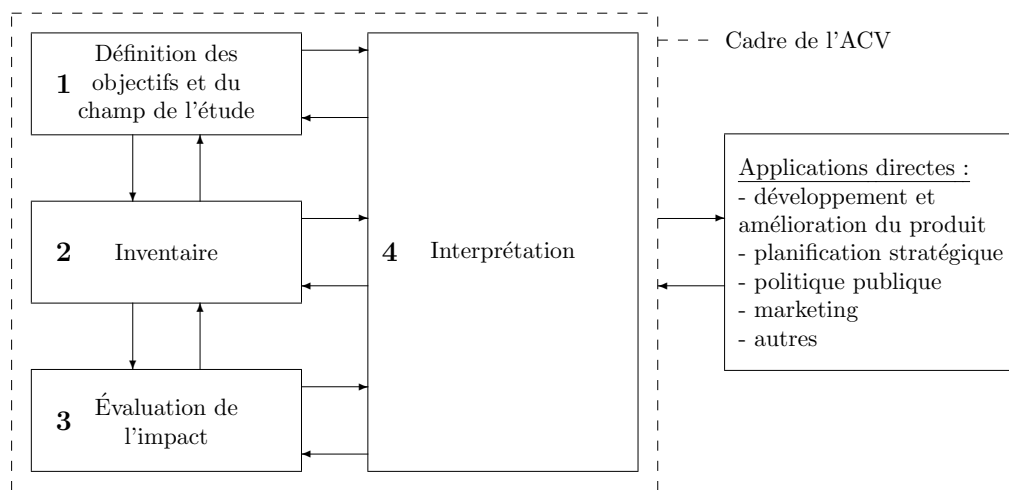 Définition des
1 objectifs et du
champ de l'étude
2 Inventaire
3 Évaluation de
l'impact
4 Interprétation
Cadre de l'ACV
Applications directes :
- développement et
amélioration du produit
- planification stratégique
- politique publique
- marketing
- autres